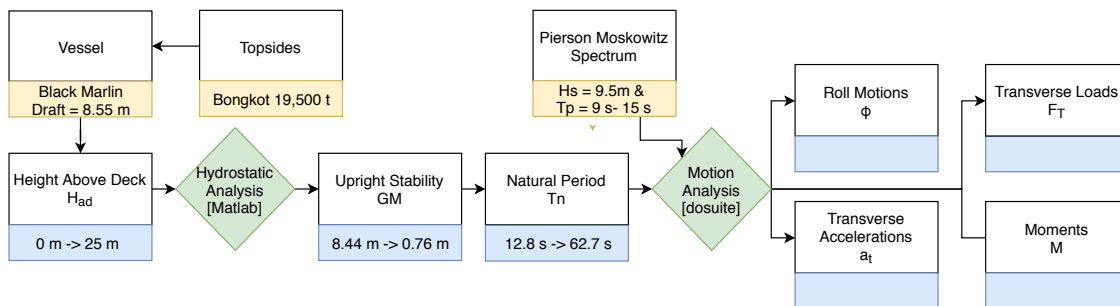 Vessel
Black Marlin
Draft = 8.55 m
Topsides
Bongkot 19,500 t
Pierson Moskowitz
Spectrum
Hs = 9.5m &
Tp = 9 s- 15 s
Height Above Deck
Had
0 m -> 25 m
Hydrostatic
Analysis
[Matlab]
Upright Stability
GM
8.44 m -> 0.76 m
Natural Period
Tn
12.8 s -> 62.7 s
Motion
Analysis
[dosuite]
Roll Motions
ϕ
Transverse Loads
FT
Transverse
Accelerations
at
Moments
M